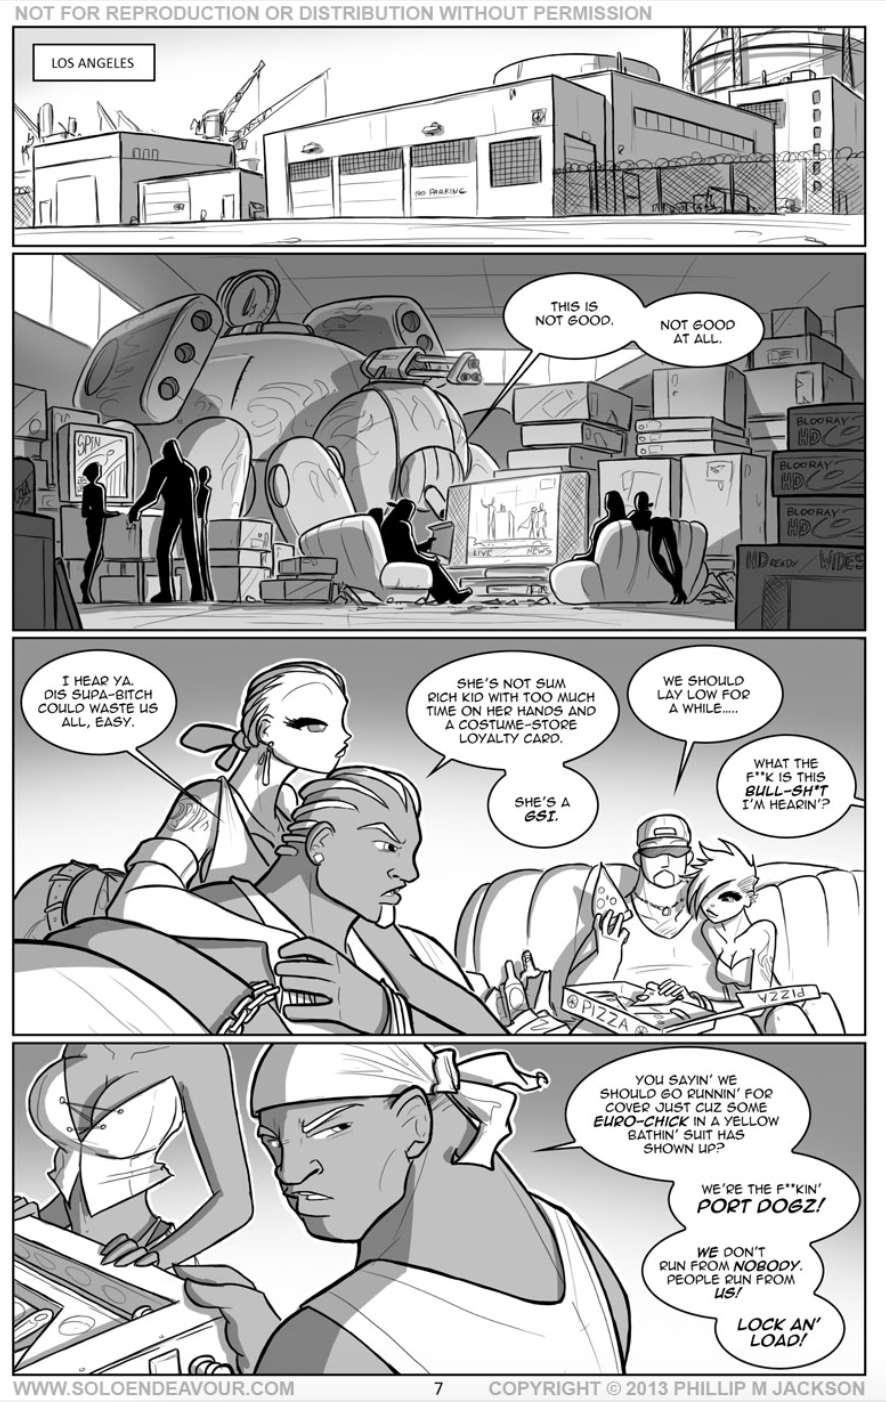 NOT FOR REPRODUCTION OR DISTRIBUTION WITHOUT PERMISSION
LOS ANGELES
NO PARKING
THIS IS
NOT GOOD.
NOT GOOD
AT ALL.
SPIN
LIVE NEWS
BLOORAY
HD
BLOORAY
HD
BLOORAY
HD
HD READY WIDES
I HEAR YA.
DIS SUPA-BITCH
COULD WASTE US
ALL, EASY.
SHE'S NOT SUM
RICH KID WITH TOO MUCH
TIME ON HER HANDS AND
A COSTUME-STORE
LOYALTY CARD.
SHE'S A
GSI.
WE SHOULD
LAY LOW FOR
A WHILE.....
WHAT THE
F**K IS THIS
BULL-SH*T
I'M HEARIN'?
PIZZA
PIZZA
YOU SAYIN' WE
SHOULD GO RUNNIN' FOR
COVER JUST CUZ SOME
EURO-CHICK IN A YELLOW
BATHIN' SUIT HAS
SHOWN UP?
WE'RE THE F**KIN'
PORT DOGZ!
WE DON'T
RUN FROM NOBODY.
PEOPLE RUN FROM
US!
LOCK AN'
LOAD!
WWW.SOLOENDEAVOUR.COM
7
COPYRIGHT © 2013 PHILLIP M JACKSON